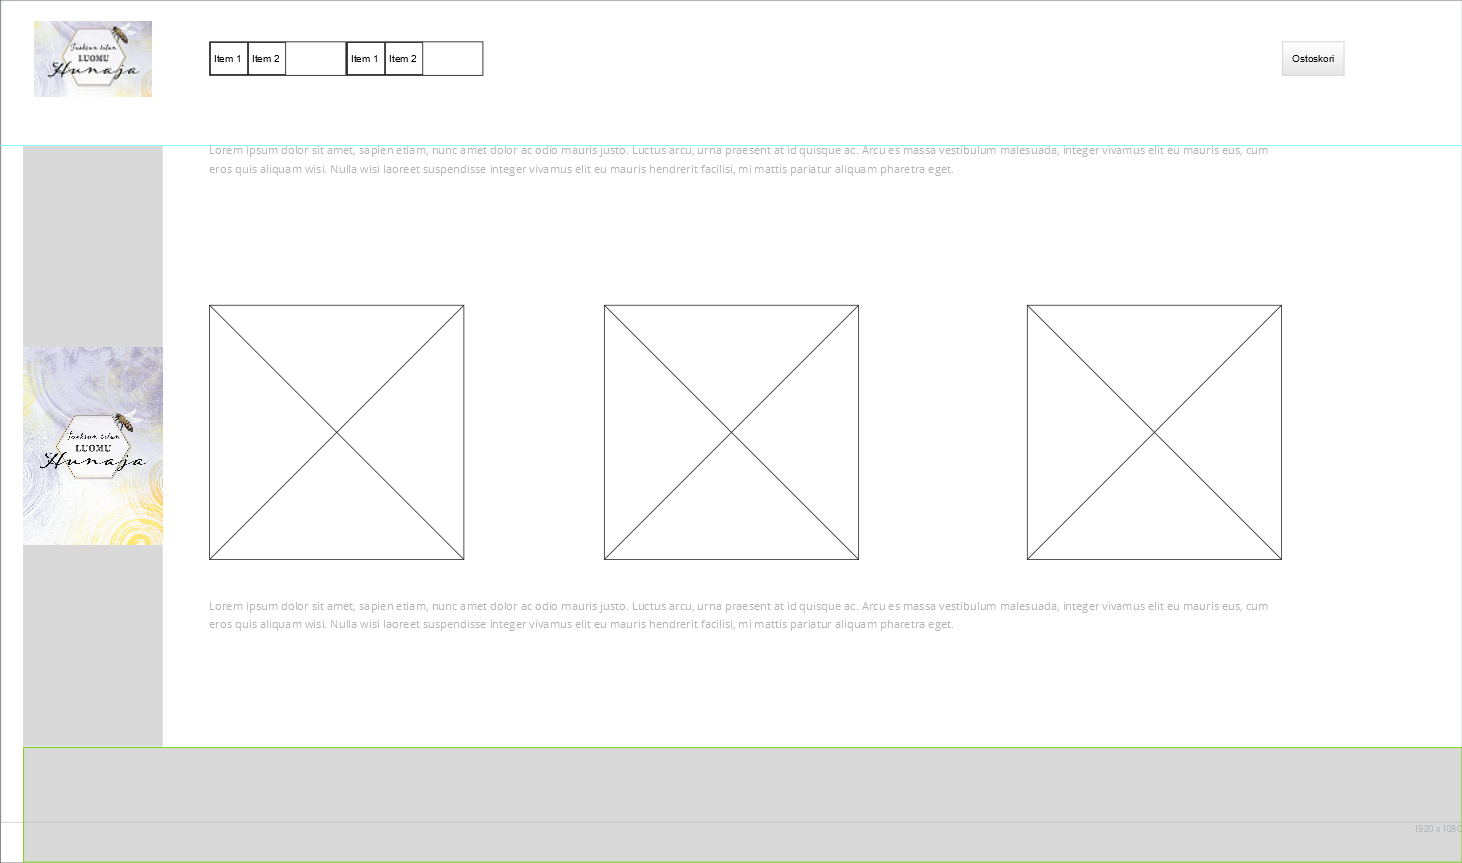 LUOMU
Hunaja
Item 1 Item 2 Item 1 Item 2
Ostoskori
Lorem ipsum dolor sit amet, sapien etiam, nunc amet dolor ac odio mauris justo. Luctus arcu, urna praesent at id quisque ac. Arcu es massa vestibulum malesuada, integer vivamus elit eu mauris eus, cum
eros quis aliquam wisi. Nulla wisi laoreet suspendisse integer vivamus elit eu mauris hendrerit facilisi, mi mattis pariatur aliquam pharetra eget.
LUOMU
Hunaja
Lorem ipsum dolor sit amet, sapien etiam, nunc amet dolor ac odio mauris justo. Luctus arcu, urna praesent at id quisque ac. Arcu es massa vestibulum malesuada, integer vivamus elit eu mauris eus, cum
eros quis aliquam wisi. Nulla wisi laoreet suspendisse integer vivamus elit eu mauris hendrerit facilisi, mi mattis pariatur aliquam pharetra eget.
1920 x 1080